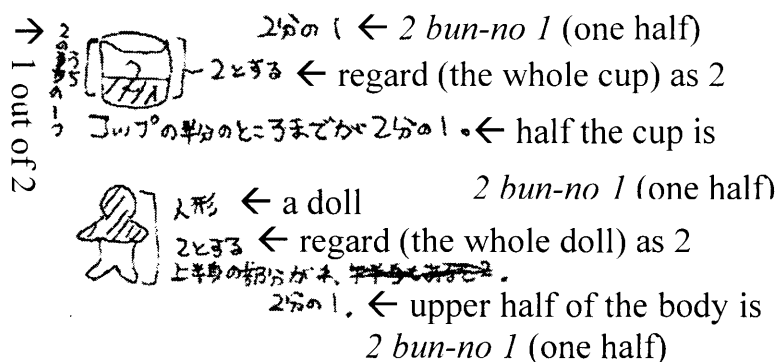 2分の1 ← 2 bun-no 1 (one half)
→ 2のうちの1つ
1 out of 2
2
1
2とする ← regard (the whole cup) as 2
コップの半分のところまでが2分の1。← half the cup is
2 bun-no 1 (one half)
人形 ← a doll
2とする ← regard (the whole doll) as 2
上半身の部分がネ、
2分の1. ← upper half of the body is
2 bun-no 1 (one half)